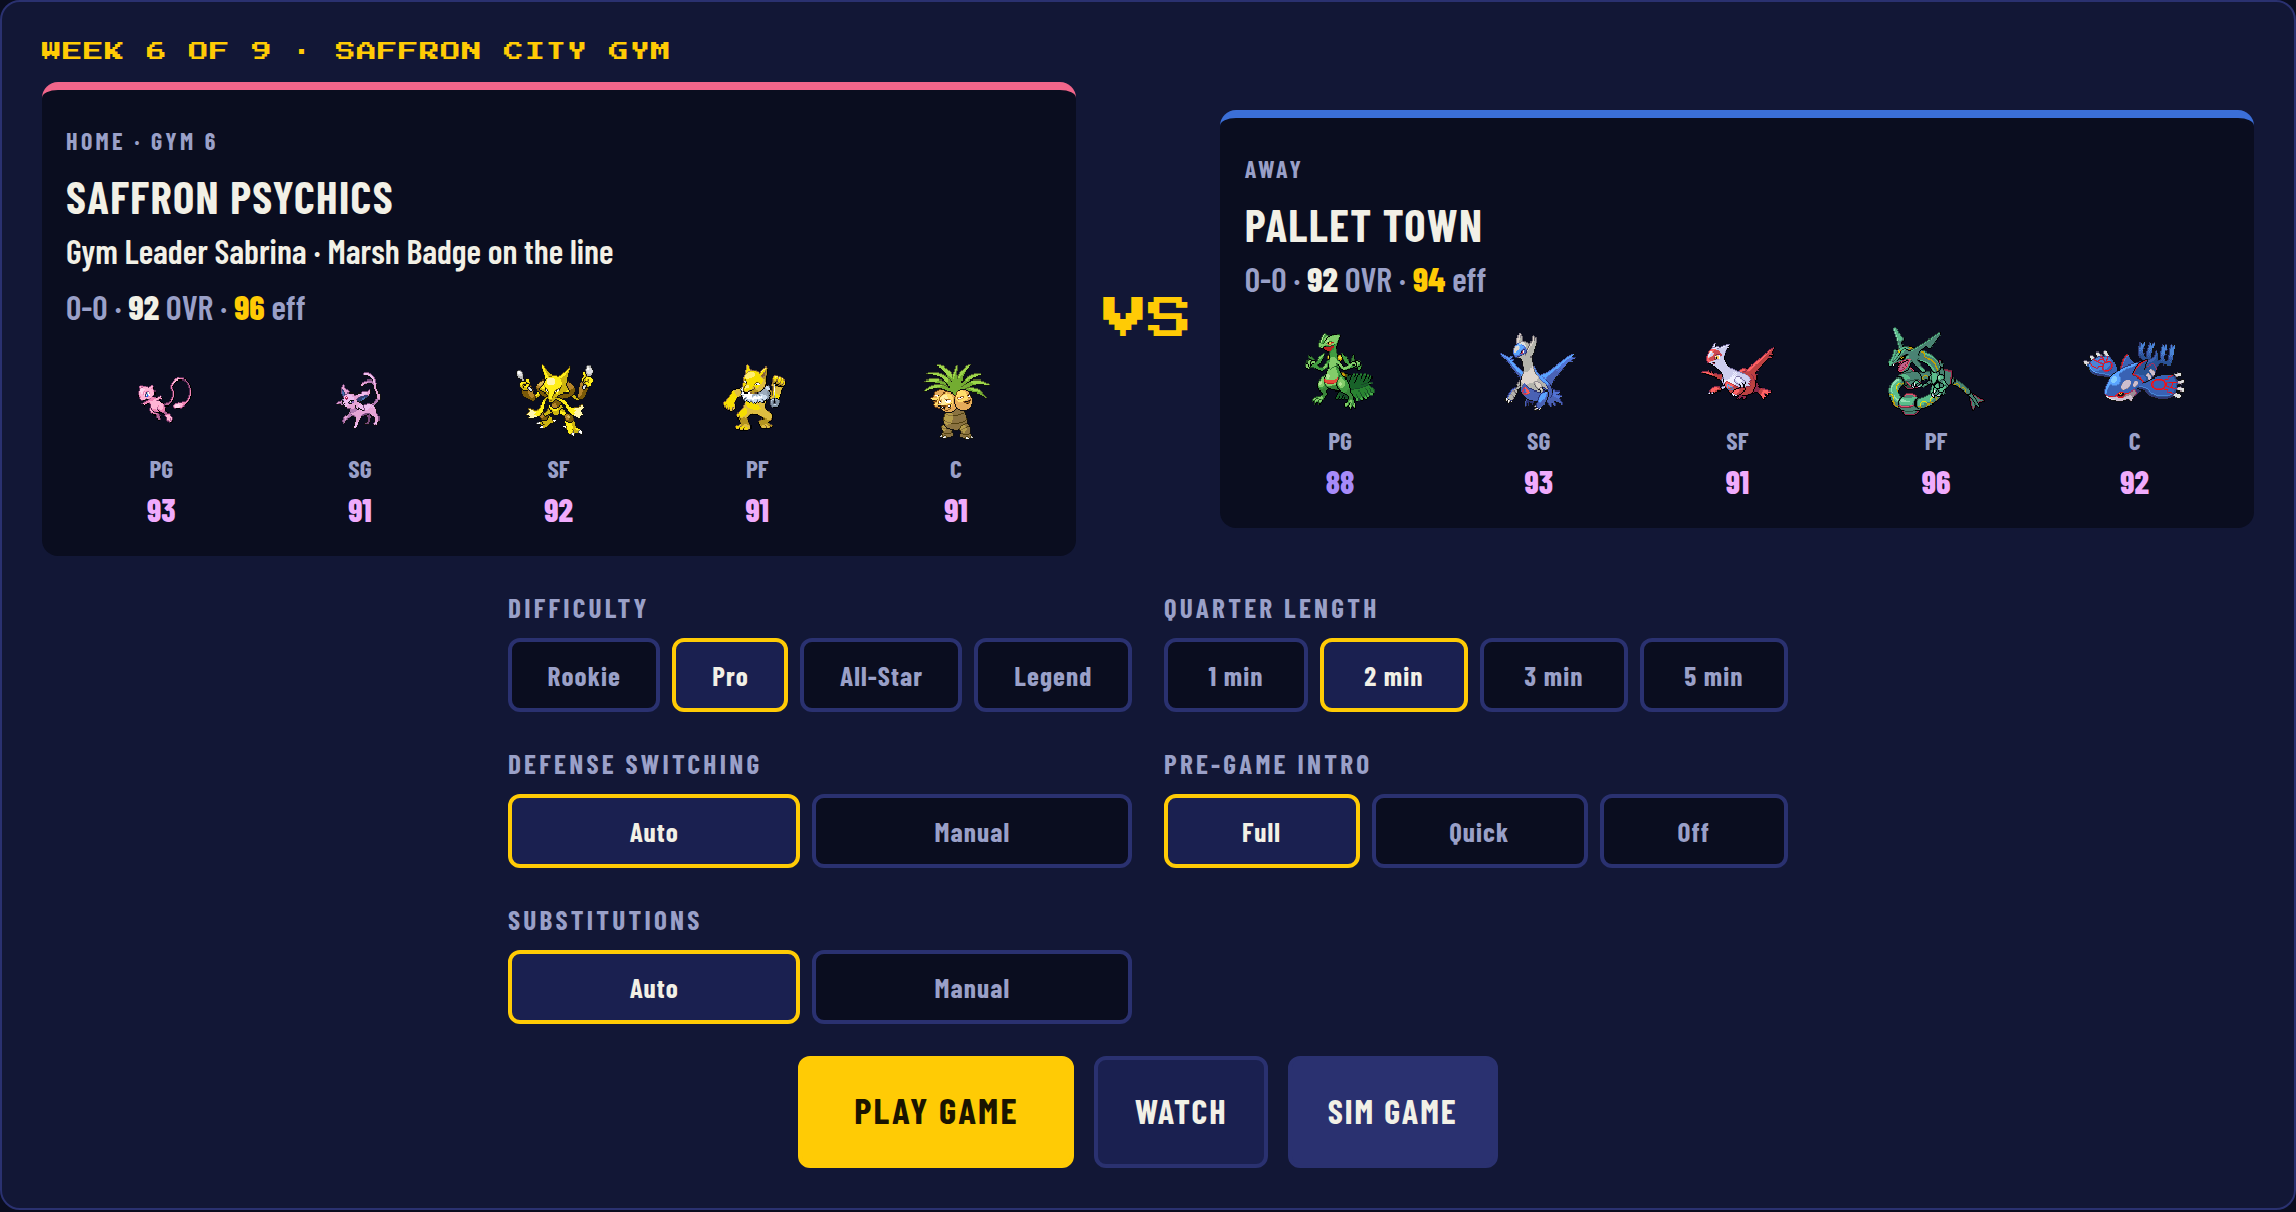 WEEK 6 OF 9 · SAFFRON CITY GYM
HOME · GYM 6
SAFFRON PSYCHICS
Gym Leader Sabrina · Marsh Badge on the line
0-0 · 92 OVR · 96 eff
PG SG SF PF C
93 91 92 91 91
VS
AWAY
PALLET TOWN
0-0 · 92 OVR · 94 eff
PG SG SF PF C
88 93 91 96 92
DIFFICULTY
Rookie Pro All-Star Legend
QUARTER LENGTH
1 min 2 min 3 min 5 min
DEFENSE SWITCHING
Auto Manual
PRE-GAME INTRO
Full Quick Off
SUBSTITUTIONS
Auto Manual
PLAY GAME WATCH SIM GAME